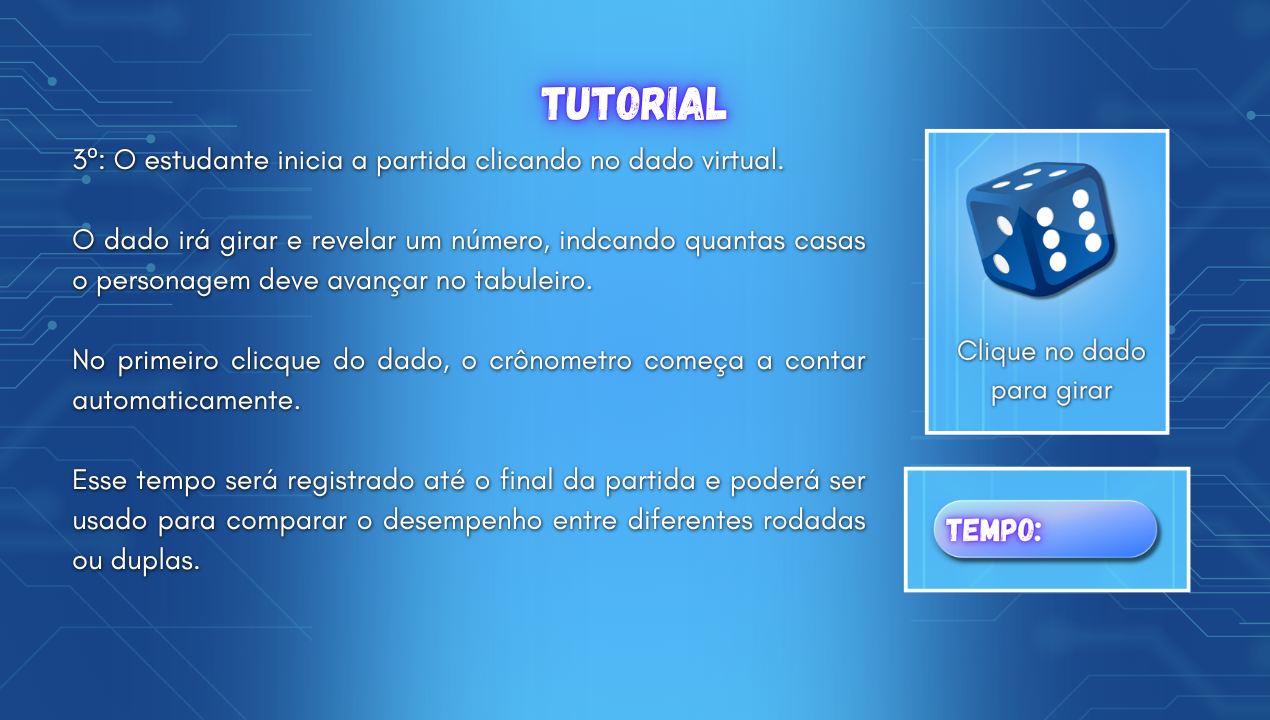 TUTORIAL
3º: O estudante inicia a partida clicando no dado virtual.
O dado irá girar e revelar um número, indcando quantas casas
o personagem deve avançar no tabuleiro.
No primeiro clicque do dado, o crônometro começa a contar
automaticamente.
Esse tempo será registrado até o final da partida e poderá ser
usado para comparar o desempenho entre diferentes rodadas
ou duplas.
Clique no dado
para girar
TEMPO: